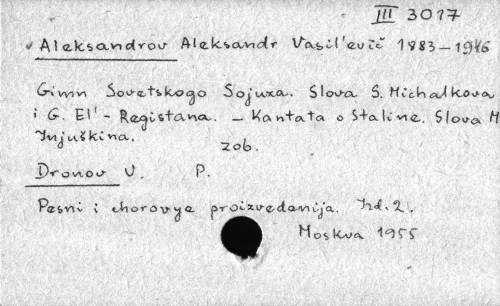 III 3017
Aleksandrov Aleksandr Vasil'evič 1883-1946
Gimn Sovetskogo Sojuza. Slova S. Michalkova
i G. El'-Registana. - Kantata o Staline. Slova M
Injuškina.
zob.
Dronov V. P.
Pesni i chorovye proizvedenija. Izd. 2.
Moskva 1955